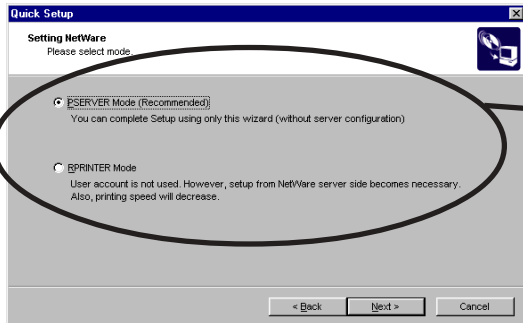 Quick Setup
Setting NetWare
Please select mode.
PSERVER Mode (Recommended)
You can complete Setup using only this wizard (without server configuration)
RPRINTER Mode
User account is not used. However, setup from NetWare server side becomes necessary.
Also, printing speed will decrease.
< Back Next > Cancel